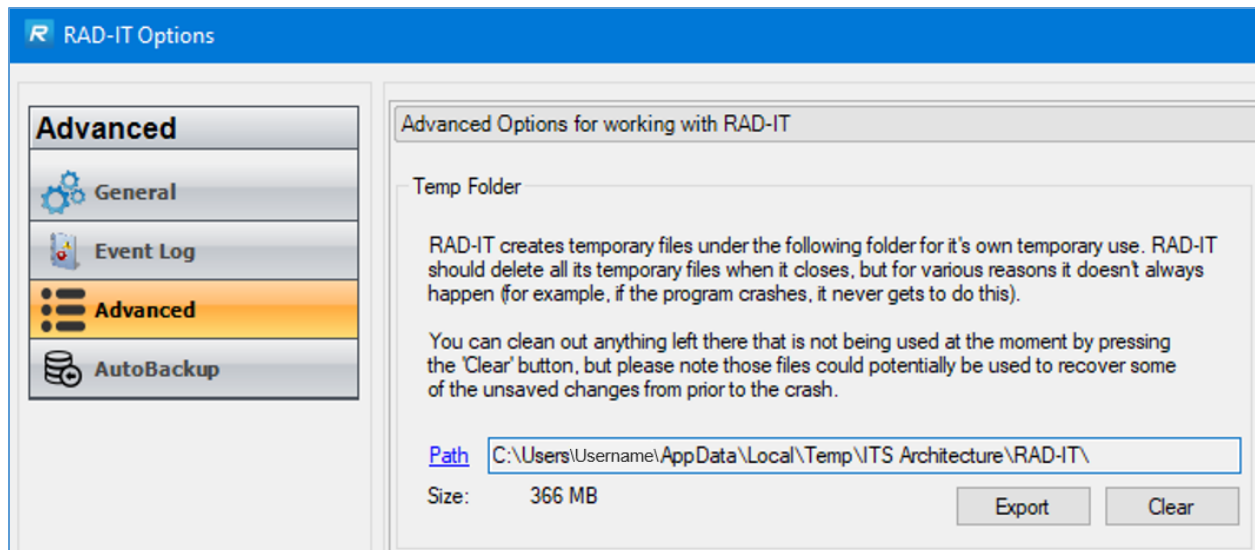 RAD-IT Options
Advanced
General
Event Log
Advanced
AutoBackup
Advanced Options for working with RAD-IT
Temp Folder
RAD-IT creates temporary files under the following folder for it's own temporary use. RAD-IT
should delete all its temporary files when it closes, but for various reasons it doesn't always
happen (for example, if the program crashes, it never gets to do this).
You can clean out anything left there that is not being used at the moment by pressing
the 'Clear' button, but please note those files could potentially be used to recover some
of the unsaved changes from prior to the crash.
Path C:\Users\Username\AppData\Local\Temp\ITS Architecture\RAD-IT\
Size: 366 MB
Export Clear